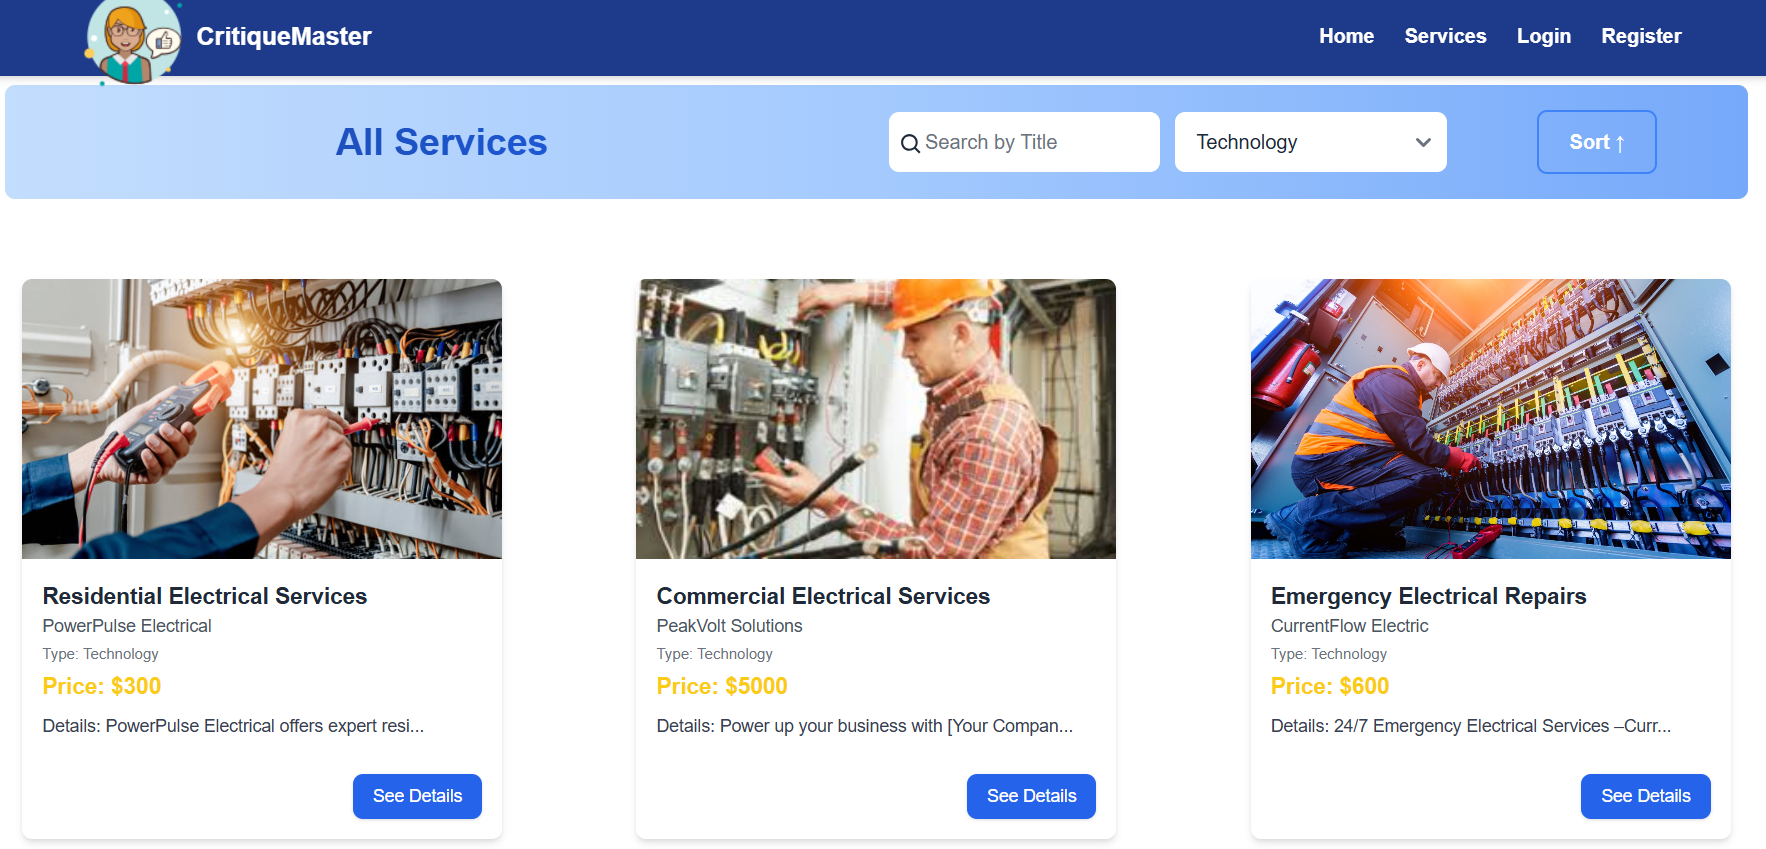 CritiqueMaster
Home Services Login Register
All Services
Search by Title
Technology
Sort ↑
Residential Electrical Services
PowerPulse Electrical
Type: Technology
Price: $300
Details: PowerPulse Electrical offers expert resi...
See Details
Commercial Electrical Services
PeakVolt Solutions
Type: Technology
Price: $5000
Details: Power up your business with [Your Compan...
See Details
Emergency Electrical Repairs
CurrentFlow Electric
Type: Technology
Price: $600
Details: 24/7 Emergency Electrical Services –Curr...
See Details